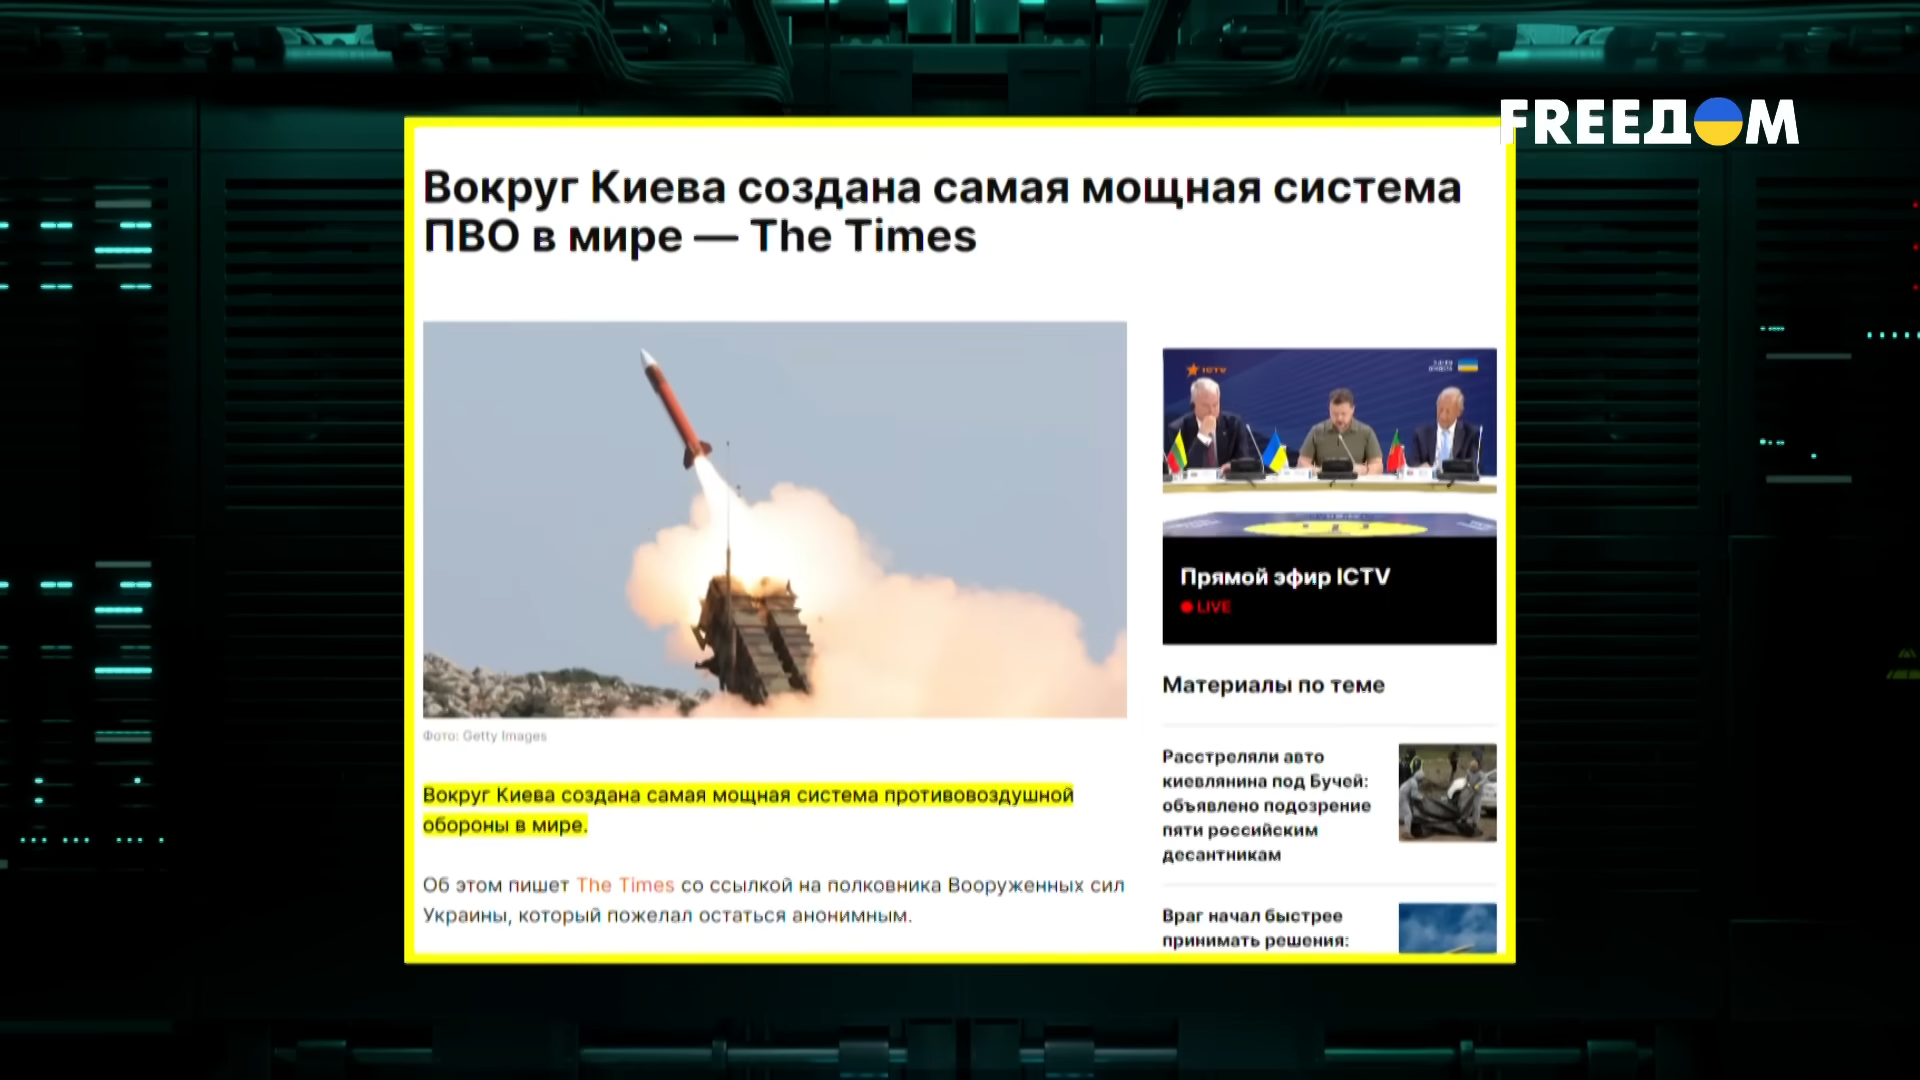 FREEДOM
Вокруг Киева создана самая мощная система
ПВО в мире — The Times
ICTV
Прямой эфир ICTV
LIVE
Материалы по теме
Фото: Getty Images
Расстреляли авто
киевлянина под Бучей:
объявлено подозрение
пяти российским
десантникам
Вокруг Киева создана самая мощная система противовоздушной
обороны в мире.
Об этом пишет The Times со ссылкой на полковника Вооруженных сил
Украины, который пожелал остаться анонимным.
Враг начал быстрее
принимать решения: